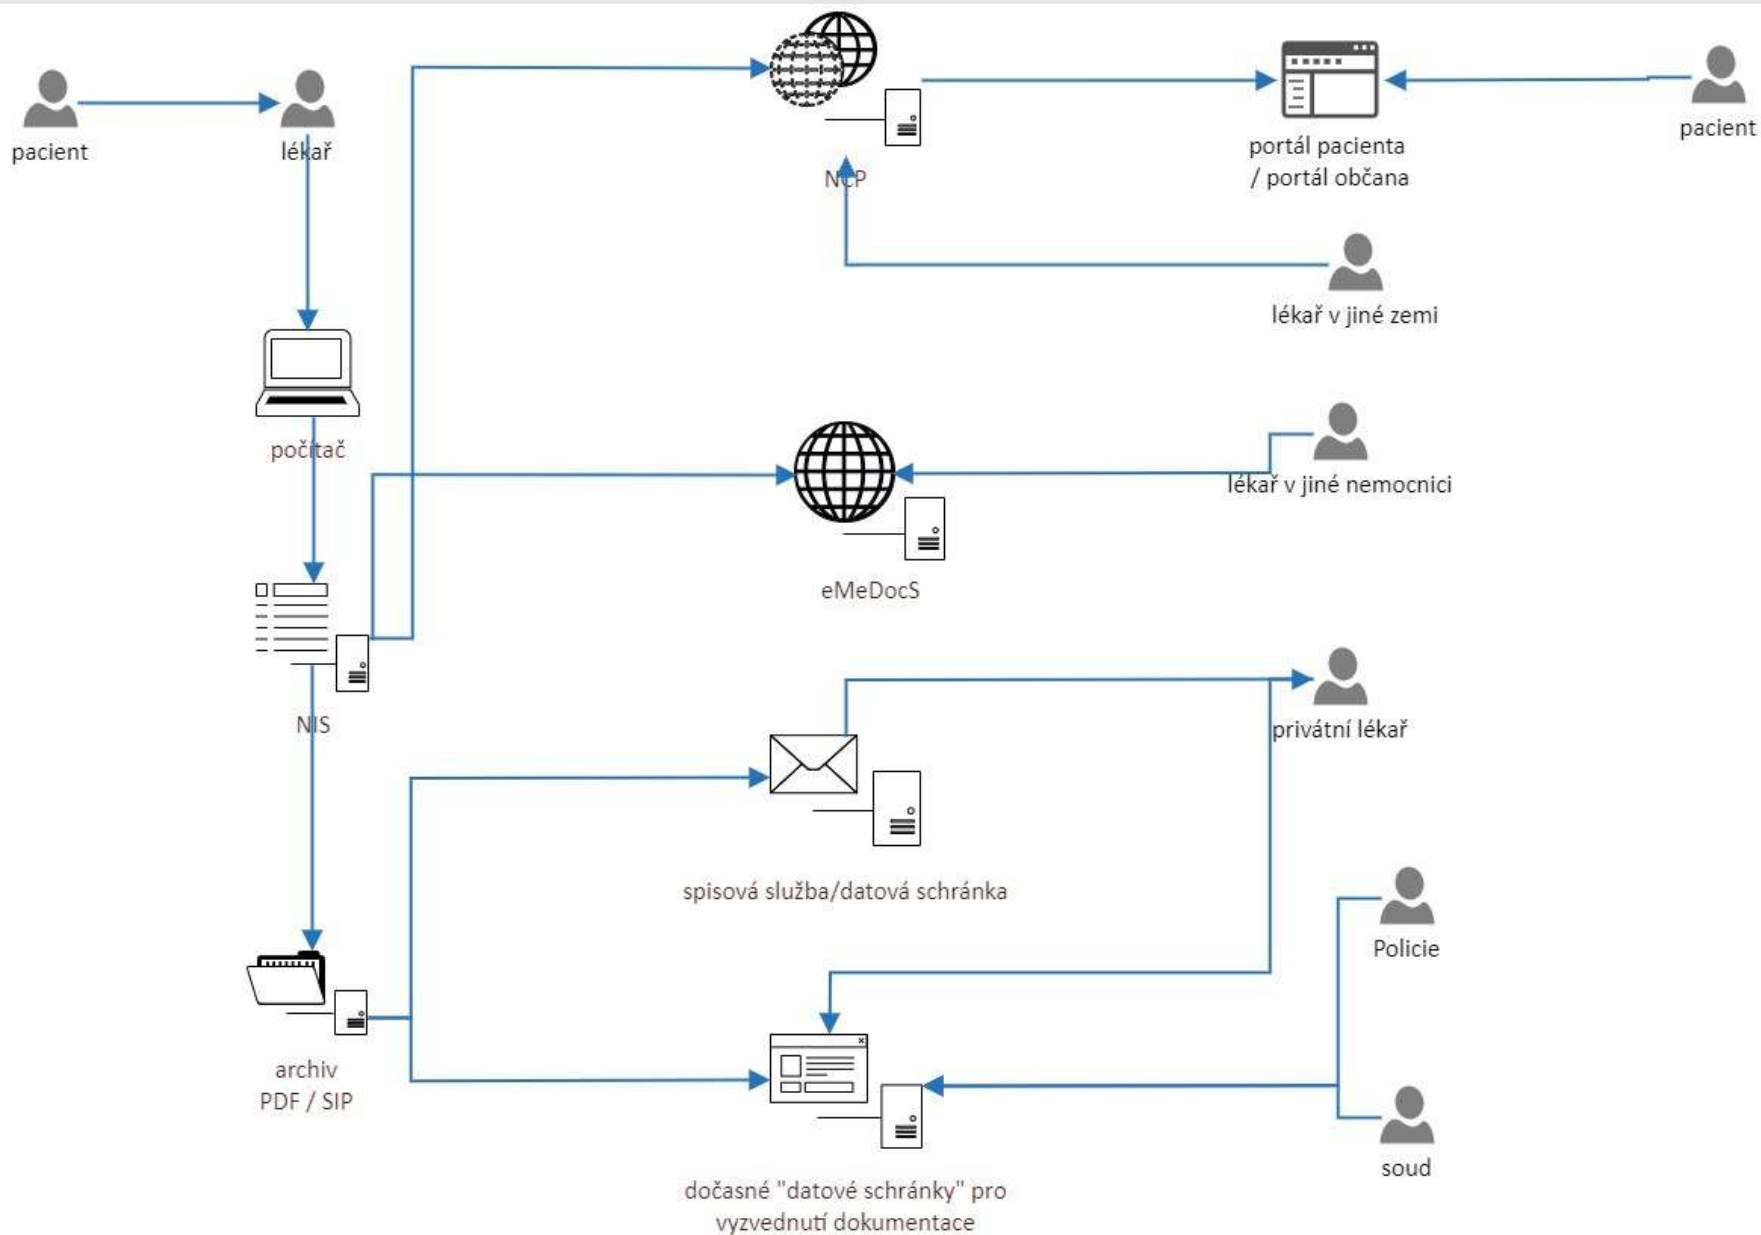 pacient
lékař
NCP
portál pacienta
/ portál občana
pacient
lékař v jiné zemi
počítač
lékař v jiné nemocnici
eMeDocS
NIS
privátní lékař
spisová služba/datová schránka
Policie
archiv
PDF / SIP
soud
dočasné "datové schránky" pro
vyzvednutí dokumentace